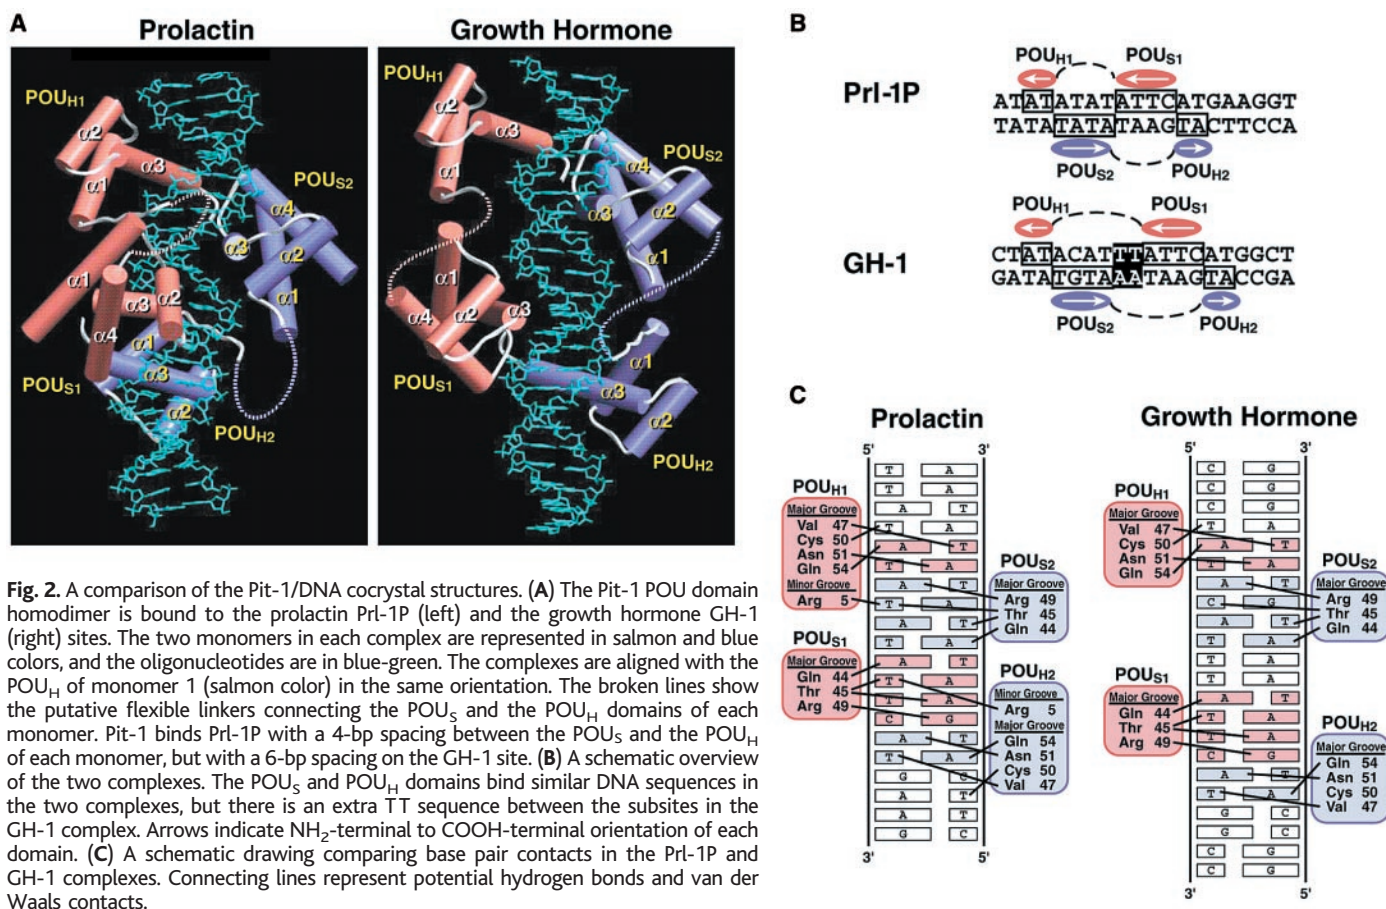 A
Prolactin
Growth Hormone
POUH1
α2
α3
α1
POUS2
α4
α3
α2
α1
α1
α2
α3
α4
α1
α3
α2
POUS1
POUH2
POUH1
α2
α3
α1
POUS2
α4
α2
α3
α1
α1
α4
α2
α3
POUS1
α1
α3
α2
POUH2
B
POUH1
POUS1
Prl-1P
ATATATATATTCATGAAGGT
TATATATATAAGTACTTCCA
POUS2
POUH2
POUH1
POUS1
GH-1
CTATACATTTATTCATGGCT
GATATGTAAATAAGTACCGA
POUS2
POUH2
Fig. 2. A comparison of the Pit-1/DNA cocrystal structures. (A) The Pit-1 POU domain
homodimer is bound to the prolactin Prl-1P (left) and the growth hormone GH-1
(right) sites. The two monomers in each complex are represented in salmon and blue
colors, and the oligonucleotides are in blue-green. The complexes are aligned with the
POUH of monomer 1 (salmon color) in the same orientation. The broken lines show
the putative flexible linkers connecting the POUS and the POUH domains of each
monomer. Pit-1 binds Prl-1P with a 4-bp spacing between the POUS and the POUH
of each monomer, but with a 6-bp spacing on the GH-1 site. (B) A schematic overview
of the two complexes. The POUS and POUH domains bind similar DNA sequences in
the two complexes, but there is an extra TT sequence between the subsites in the
GH-1 complex. Arrows indicate NH2-terminal to COOH-terminal orientation of each
domain. (C) A schematic drawing comparing base pair contacts in the Prl-1P and
GH-1 complexes. Connecting lines represent potential hydrogen bonds and van der
Waals contacts.
C
Prolactin
5' 3'
T A
T A
A T
T A
A T
T A
A T
T A
A T
T A
A T
T A
T A
C G
A T
T A
G C
A T
A T
G C
3' 5'
POUH1
Major Groove
Val 47
Cys 50
Asn 51
Gln 54
Minor Groove
Arg 5
POUS1
Major Groove
Gln 44
Thr 45
Arg 49
POUS2
Major Groove
Arg 49
Thr 45
Gln 44
POUH2
Minor Groove
Arg 5
Major Groove
Gln 54
Asn 51
Cys 50
Val 47
Growth Hormone
5' 3'
C G
C G
C G
T A
A T
T A
A T
C G
A T
T A
T A
T A
A T
T A
T A
C G
A T
T A
G C
G C
C G
C G
3' 5'
POUH1
Major Groove
Val 47
Cys 50
Asn 51
Gln 54
POUS1
Major Groove
Gln 44
Thr 45
Arg 49
POUS2
Major Groove
Arg 49
Thr 45
Gln 44
POUH2
Major Groove
Gln 54
Asn 51
Cys 50
Val 47